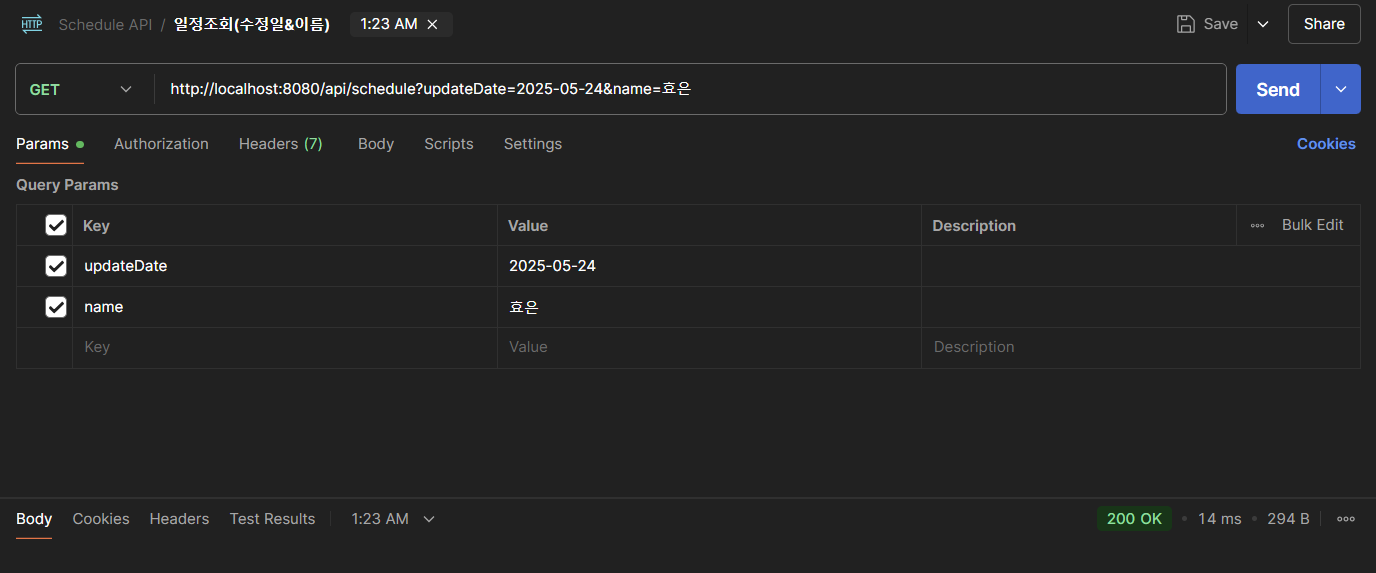 HTTP Schedule API / 일정조회(수정일&이름) 1:23 AM Save Share
GET http://localhost:8080/api/schedule?updateDate=2025-05-24&name=효은 Send
Params Authorization Headers (7) Body Scripts Settings Cookies
Query Params
Key Value Description Bulk Edit
updateDate 2025-05-24
name 효은
Key Value Description
Body Cookies Headers Test Results 1:23 AM 200 OK 14 ms 294 B